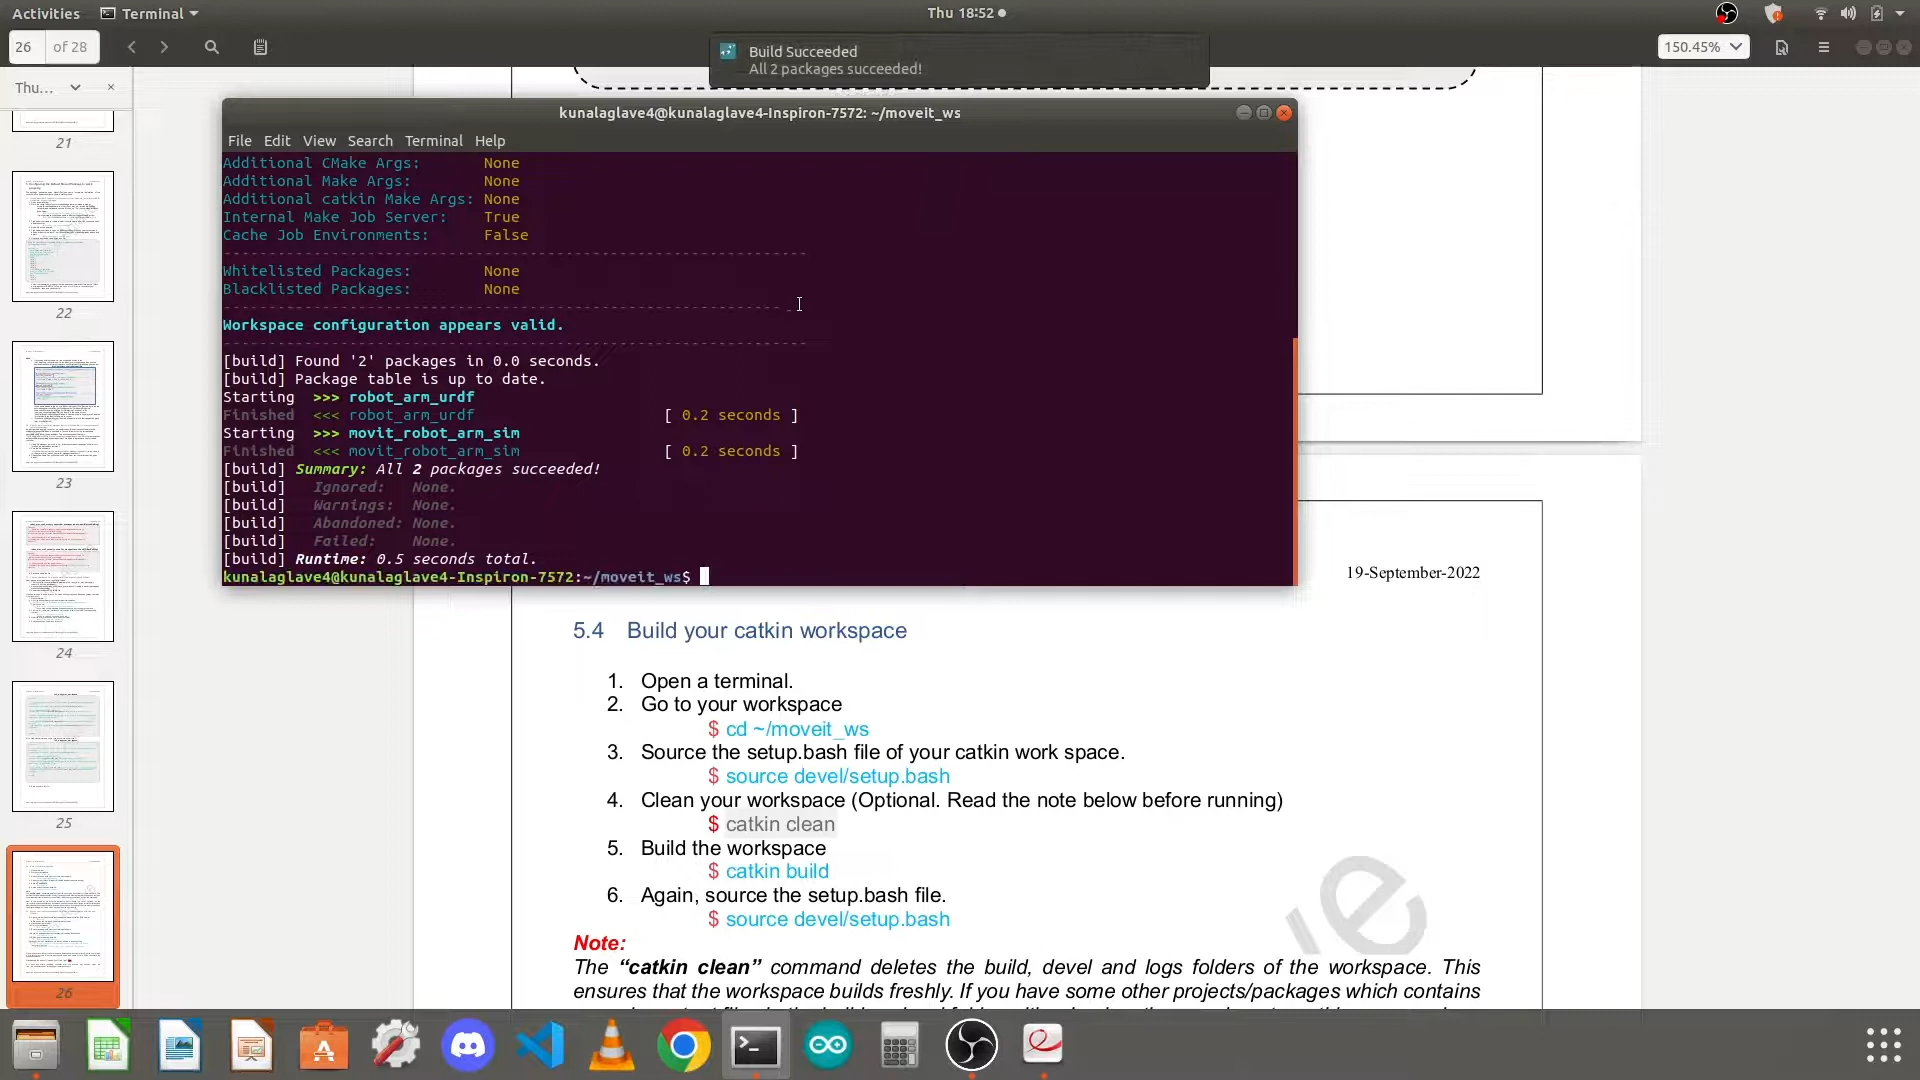 Activities Terminal Thu 18:52
26 of 28 150.45%
Build Succeeded
All 2 packages succeeded!
Thu...
21
22
23
24
25
26
kunalaglave4@kunalaglave4-Inspiron-7572: ~/moveit_ws
File Edit View Search Terminal Help
Additional CMake Args: None
Additional Make Args: None
Additional catkin Make Args: None
Internal Make Job Server: True
Cache Job Environments: False
Whitelisted Packages: None
Blacklisted Packages: None
Workspace configuration appears valid.
[build] Found '2' packages in 0.0 seconds.
[build] Package table is up to date.
Starting >>> robot_arm_urdf
Finished <<< robot_arm_urdf [ 0.2 seconds ]
Starting >>> movit_robot_arm_sim
Finished <<< movit_robot_arm_sim [ 0.2 seconds ]
[build] Summary: All 2 packages succeeded!
[build] Ignored: None.
[build] Warnings: None.
[build] Abandoned: None.
[build] Failed: None.
[build] Runtime: 0.5 seconds total.
kunalaglave4@kunalaglave4-Inspiron-7572:~/moveit_ws$
19-September-2022
5.4 Build your catkin workspace
1. Open a terminal.
2. Go to your workspace
$ cd ~/moveit_ws
3. Source the setup.bash file of your catkin work space.
$ source devel/setup.bash
4. Clean your workspace (Optional. Read the note below before running)
$ catkin clean
5. Build the workspace
$ catkin build
6. Again, source the setup.bash file.
$ source devel/setup.bash
Note:
The “catkin clean” command deletes the build, devel and logs folders of the workspace. This
ensures that the workspace builds freshly. If you have some other projects/packages which contains